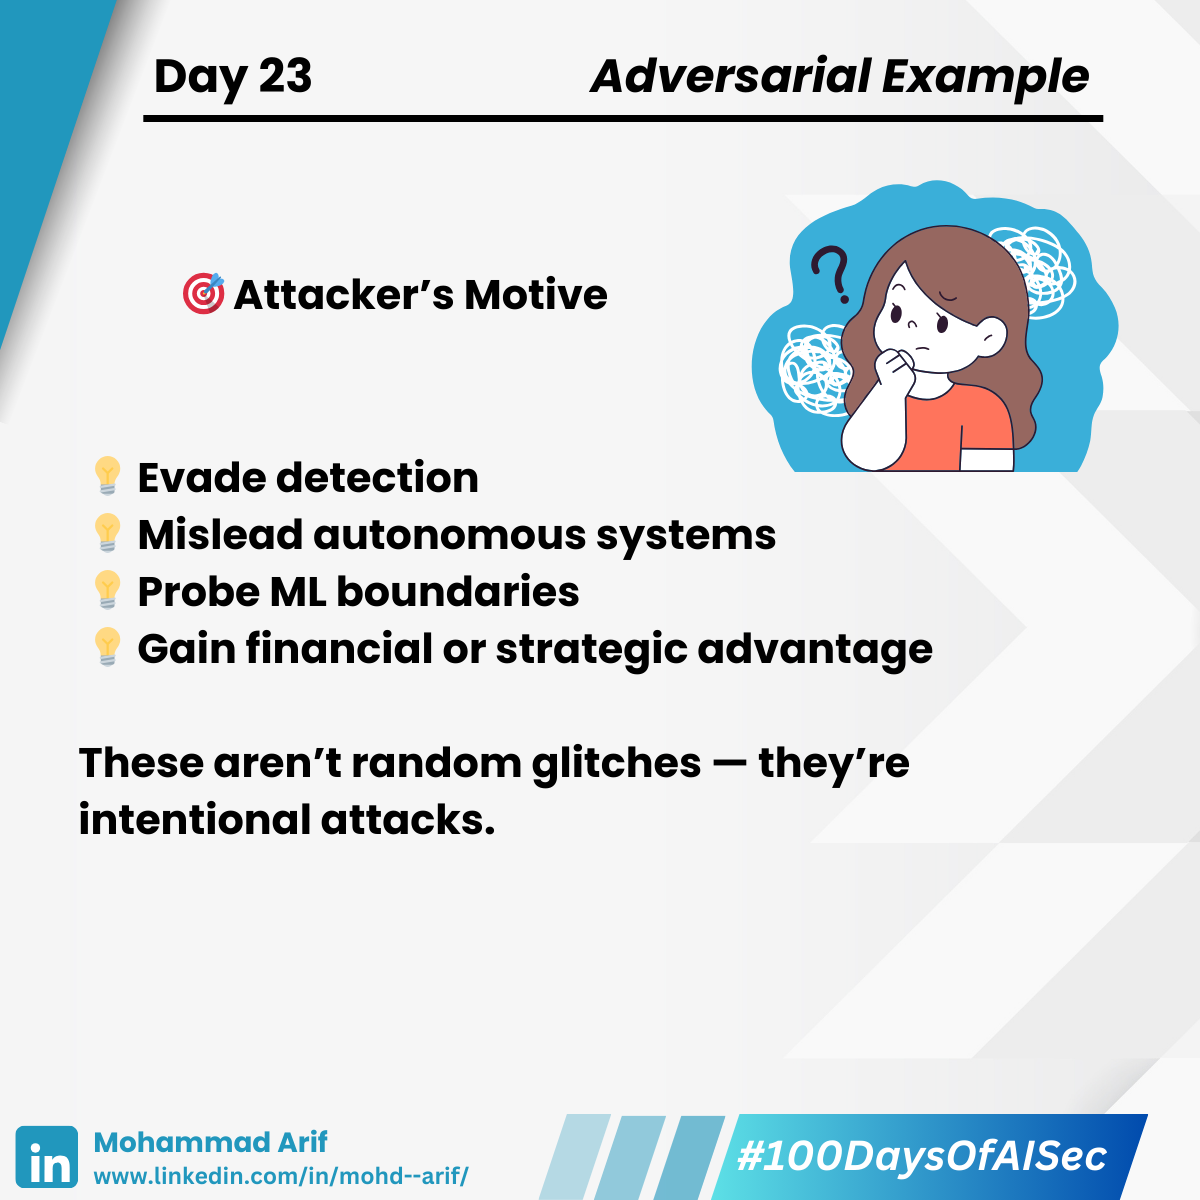 Day 23
Adversarial Example
🎯 Attacker’s Motive
💡 Evade detection
💡 Mislead autonomous systems
💡 Probe ML boundaries
💡 Gain financial or strategic advantage
These aren’t random glitches — they’re
intentional attacks.
in
Mohammad Arif
www.linkedin.com/in/mohd--arif/
#100DaysOfAISec